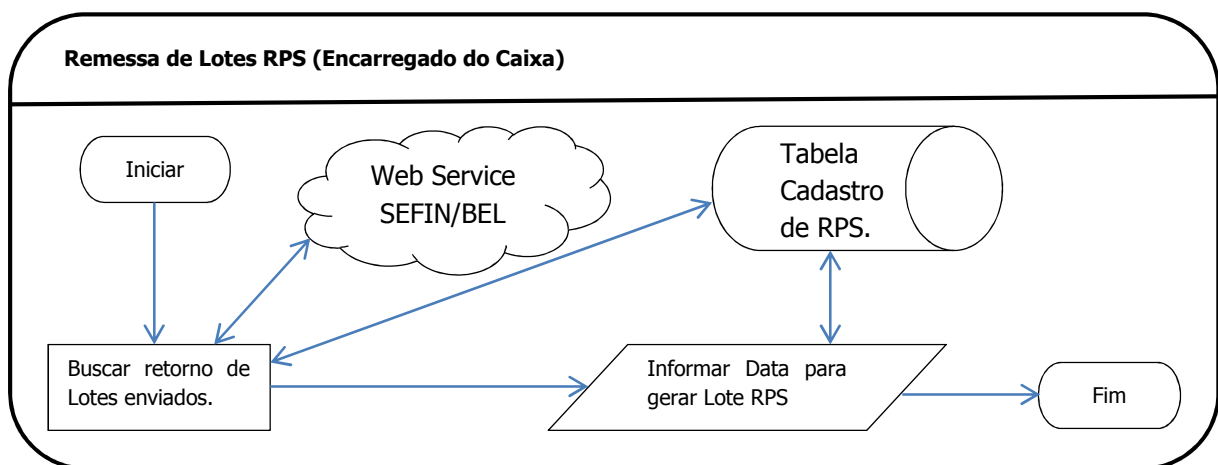 Remessa de Lotes RPS (Encarregado do Caixa)
Iniciar
Web Service
SEFIN/BEL
Tabela
Cadastro
de RPS.
Buscar retorno de
Lotes enviados.
Informar Data para
gerar Lote RPS
Fim